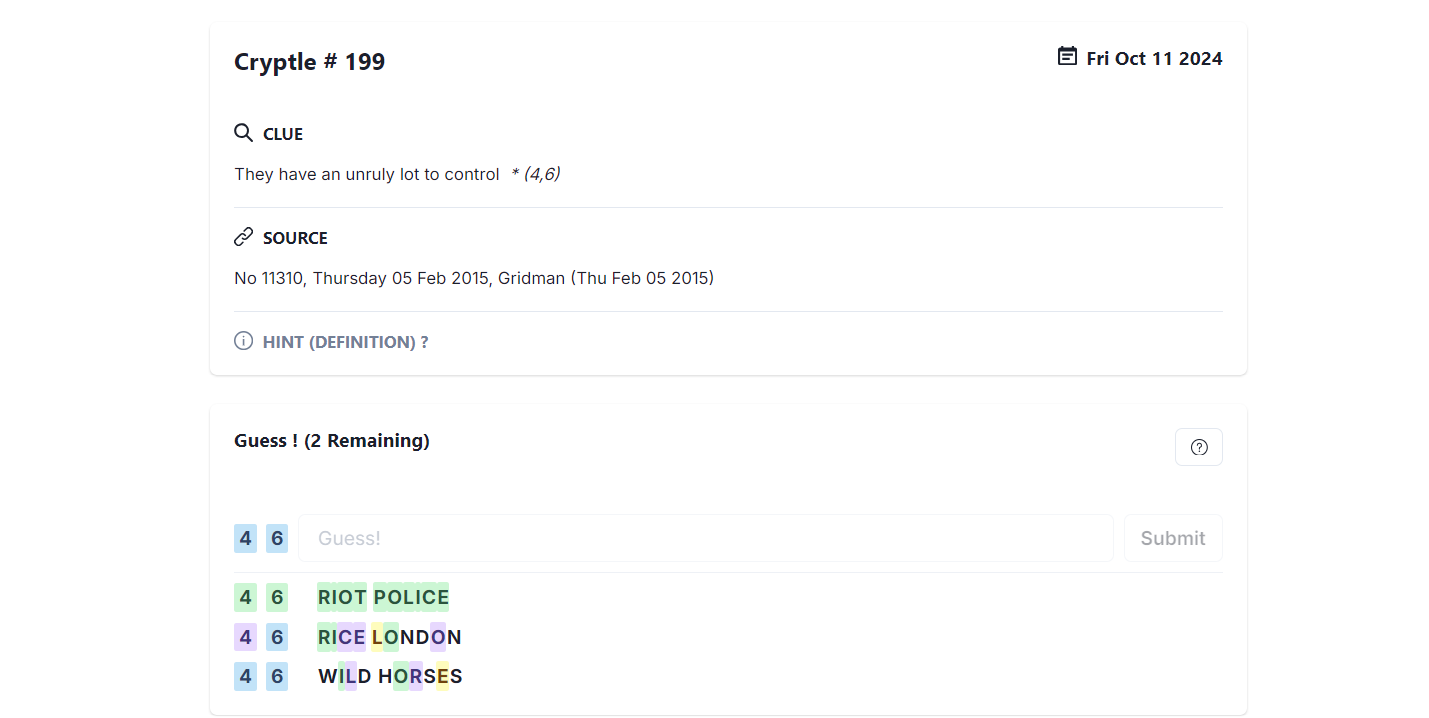 Cryptle # 199
Fri Oct 11 2024
CLUE
They have an unruly lot to control * (4,6)
SOURCE
No 11310, Thursday 05 Feb 2015, Gridman (Thu Feb 05 2015)
HINT (DEFINITION) ?
Guess ! (2 Remaining)
4 6 Guess! Submit
4 6 RIOT POLICE
4 6 RICE LONDON
4 6 WILD HORSES